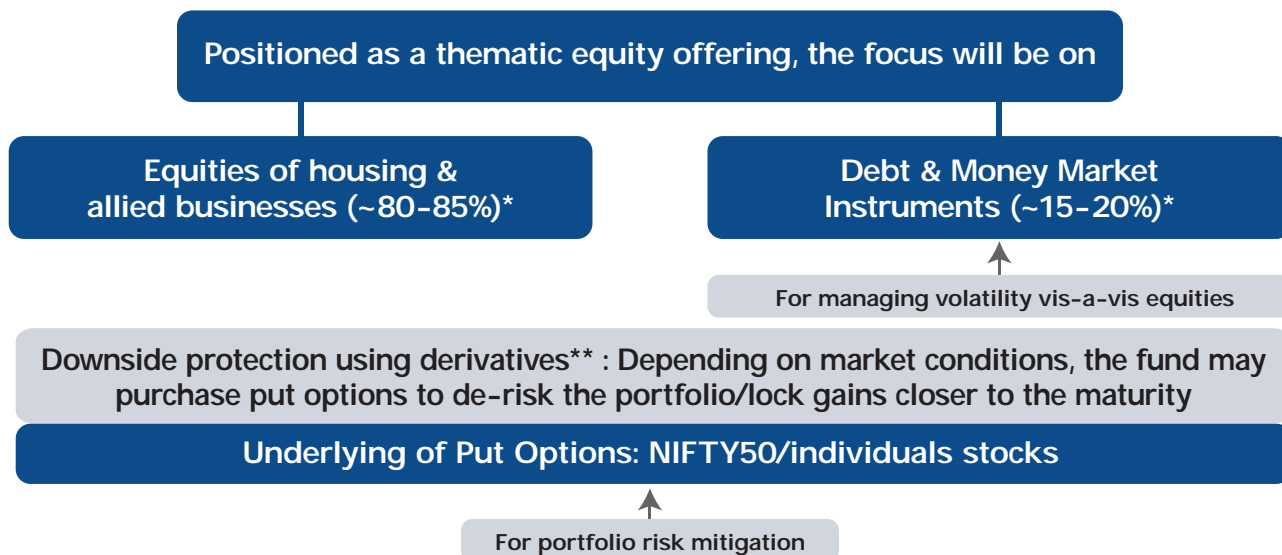 Positioned as a thematic equity offering, the focus will be on
Equities of housing &
allied businesses (~80-85%)*
Debt & Money Market
Instruments (~15-20%)*
For managing volatility vis-a-vis equities
Downside protection using derivatives** : Depending on market conditions, the fund may
purchase put options to de-risk the portfolio/lock gains closer to the maturity
Underlying of Put Options: NIFTY50/individuals stocks
For portfolio risk mitigation